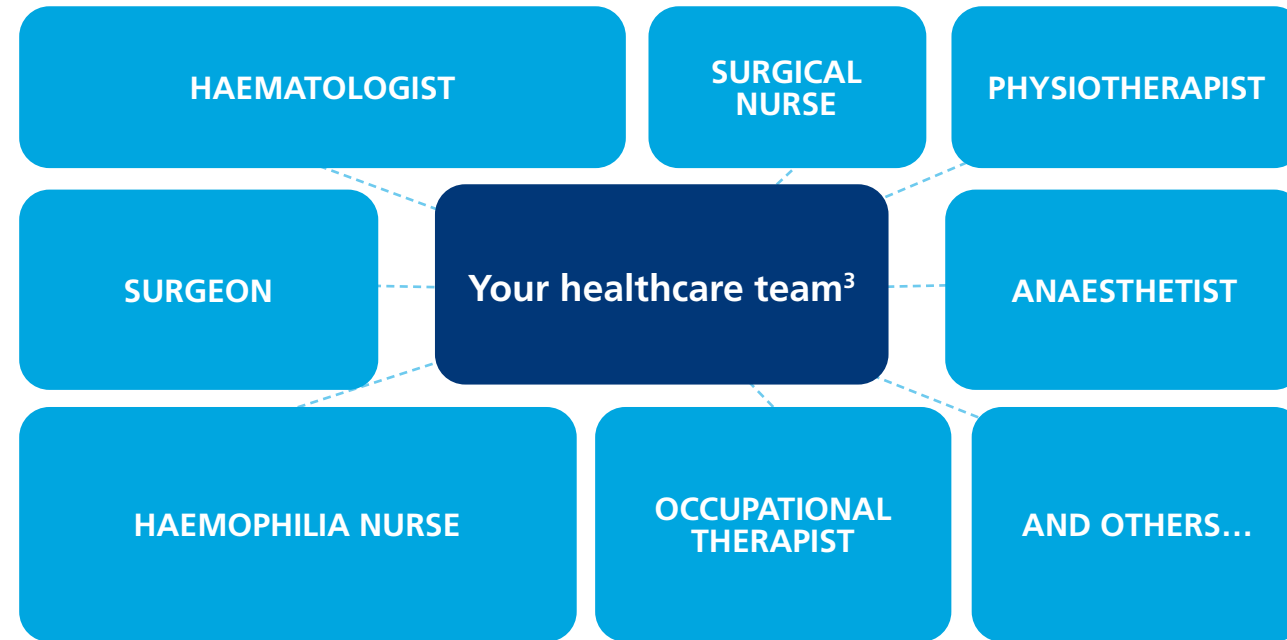 HAEMATOLOGIST
SURGICAL
NURSE
PHYSIOTHERAPIST
SURGEON
Your healthcare team³
ANAESTHETIST
HAEMOPHILIA NURSE
OCCUPATIONAL
THERAPIST
AND OTHERS...